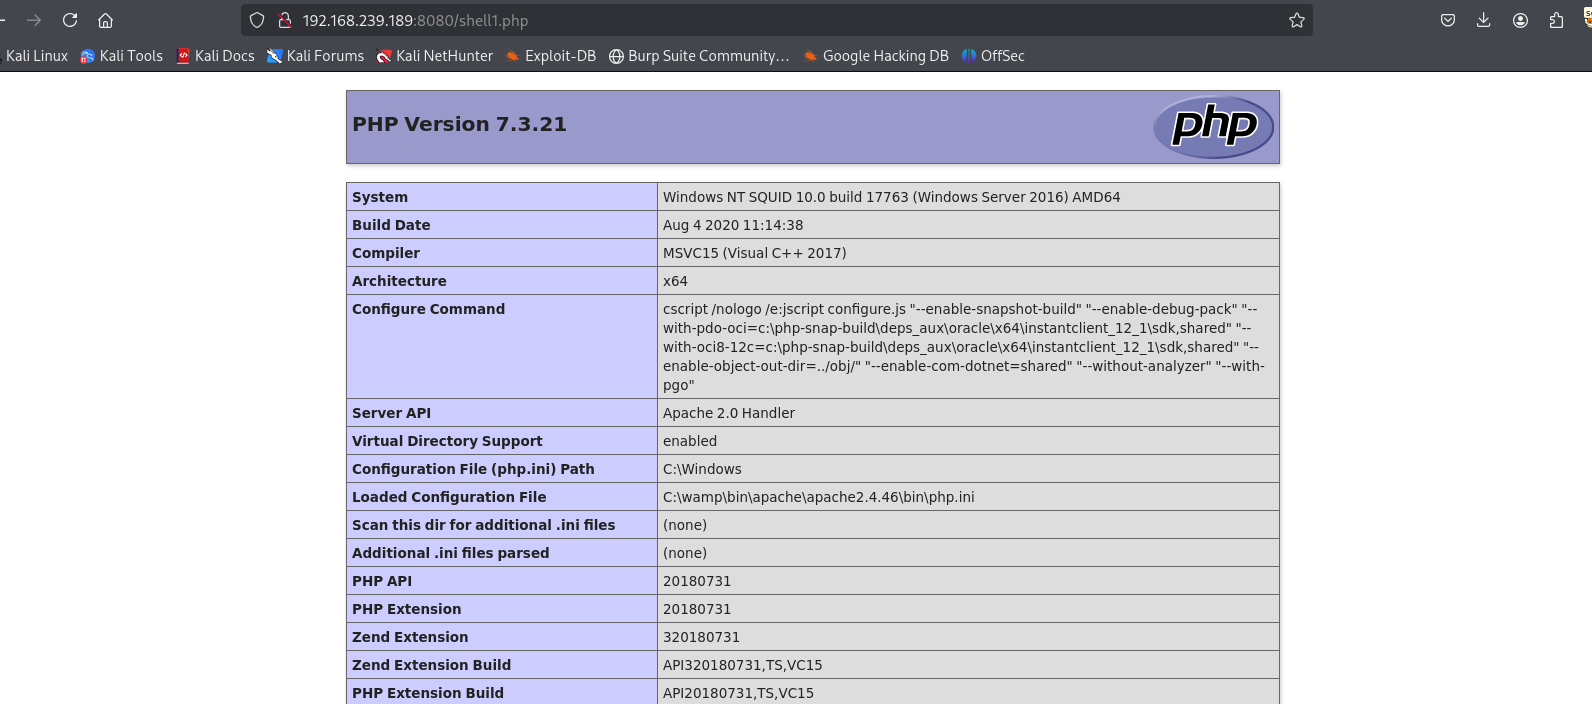 192.168.239.189:8080/shell1.php
Kali Linux Kali Tools Kali Docs Kali Forums Kali NetHunter Exploit-DB Burp Suite Community... Google Hacking DB OffSec
PHP Version 7.3.21 php
System Windows NT SQUID 10.0 build 17763 (Windows Server 2016) AMD64
Build Date Aug 4 2020 11:14:38
Compiler MSVC15 (Visual C++ 2017)
Architecture x64
Configure Command cscript /nologo /e:jscript configure.js "--enable-snapshot-build" "--enable-debug-pack" "--
with-pdo-oci=c:\php-snap-build\deps_aux\oracle\x64\instantclient_12_1\sdk,shared" "--
with-oci8-12c=c:\php-snap-build\deps_aux\oracle\x64\instantclient_12_1\sdk,shared" "--
enable-object-out-dir=../obj/" "--enable-com-dotnet=shared" "--without-analyzer" "--with-
pgo"
Server API Apache 2.0 Handler
Virtual Directory Support enabled
Configuration File (php.ini) Path C:\Windows
Loaded Configuration File C:\wamp\bin\apache\apache2.4.46\bin\php.ini
Scan this dir for additional .ini files (none)
Additional .ini files parsed (none)
PHP API 20180731
PHP Extension 20180731
Zend Extension 320180731
Zend Extension Build API320180731,TS,VC15
PHP Extension Build API20180731,TS,VC15